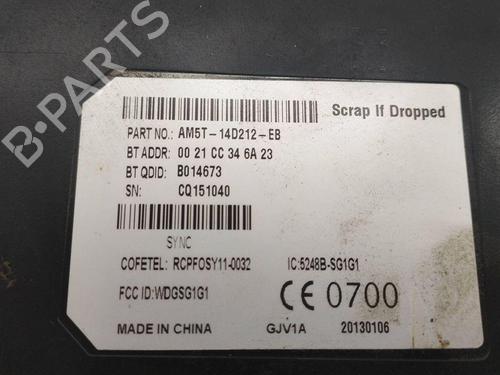 Scrap If Dropped
PART NO.: AM5T-14D212-EB
BT ADDR: 00 21 CC 34 6A 23
BT QDID: B014673
SN: CQ151040
SYNC
COFETEL: RCPFOSY11-0032 IC:5248B-SG1G1
FCC ID:WDGSG1G1 CE 0700
MADE IN CHINA GJV1A 20130106
B-PARTS